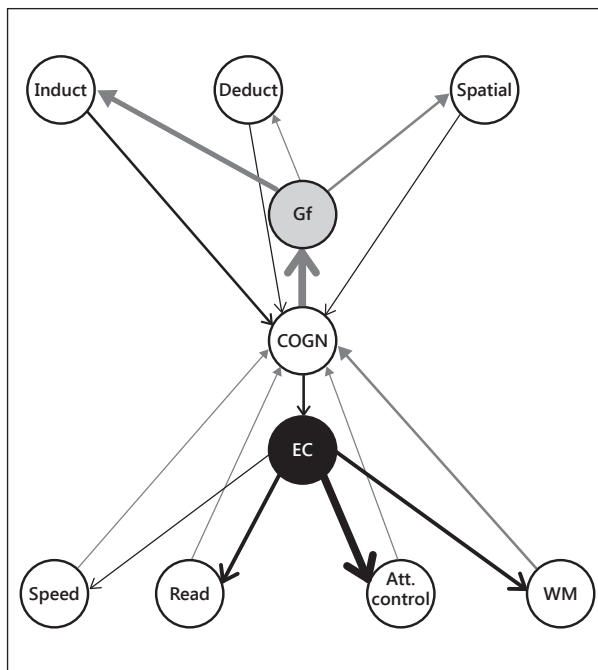 Induct
Deduct
Spatial
Gf
COGN
EC
Speed
Read
Att.
control
WM